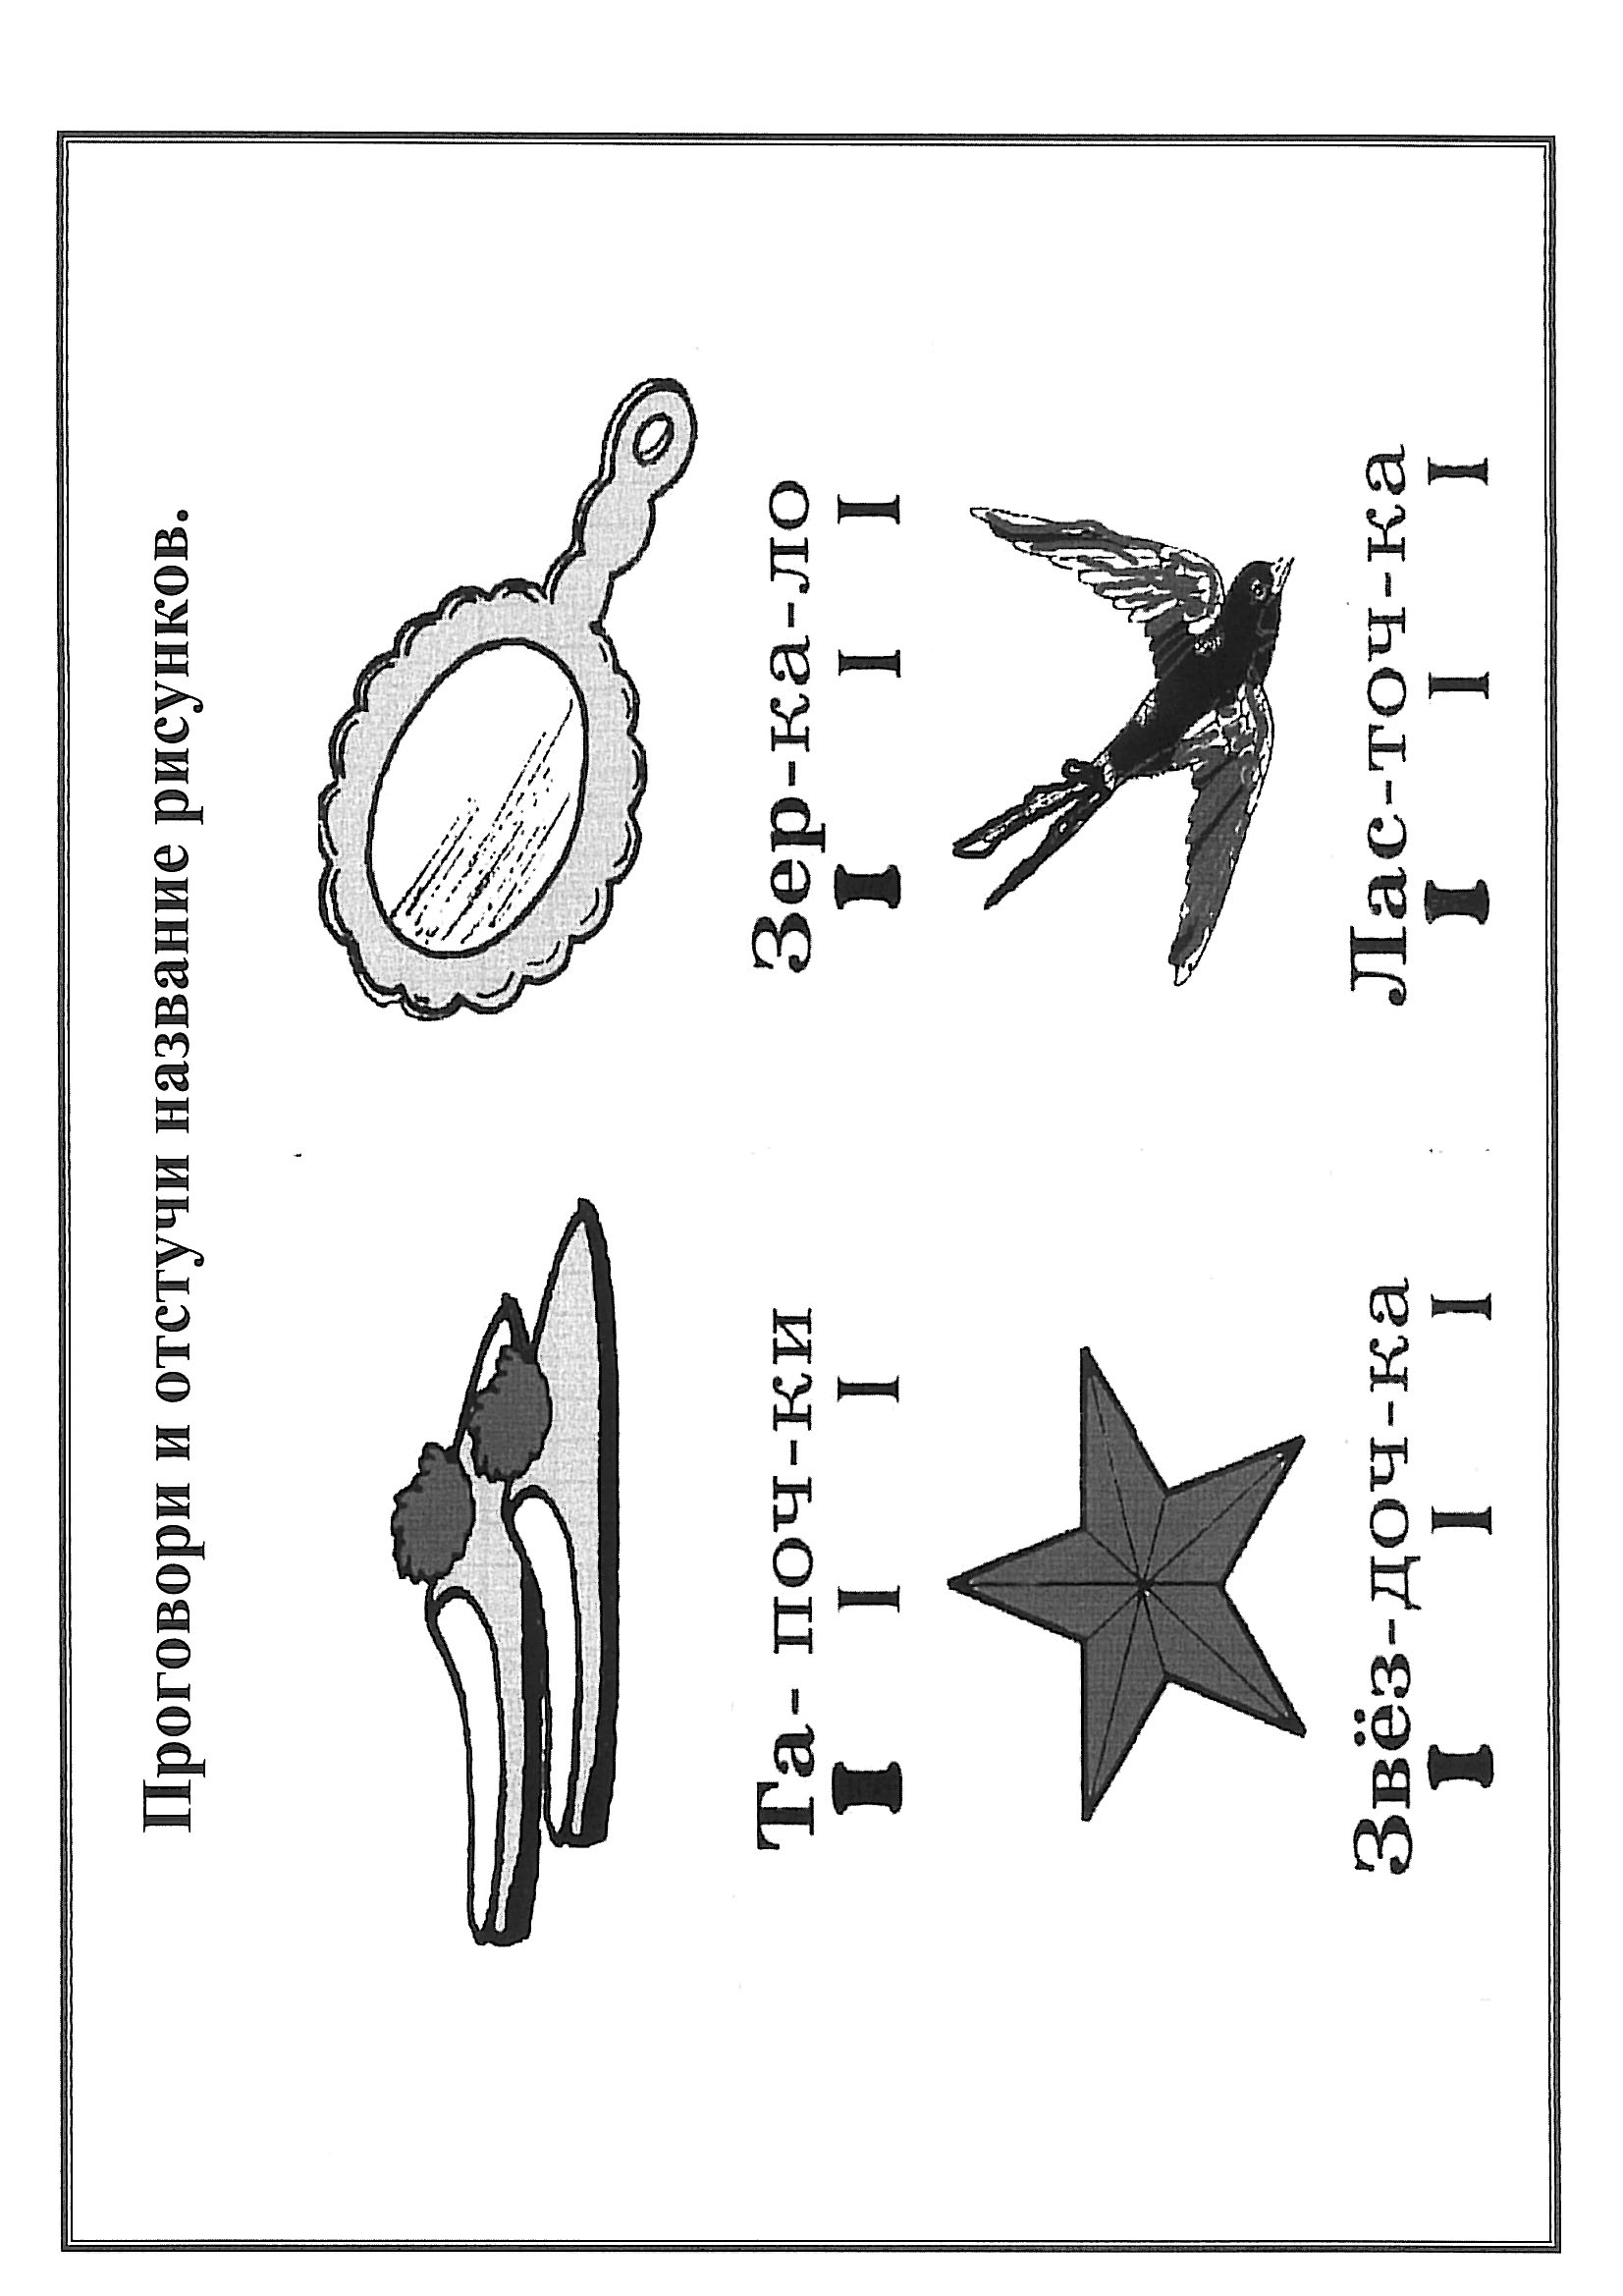 Проговори и отстучи название рисунков.
Та- поч-ки Зер-ка-ло
I I I I I I
Звёз-доч-ка Лас-точ-ка
I I I I I I